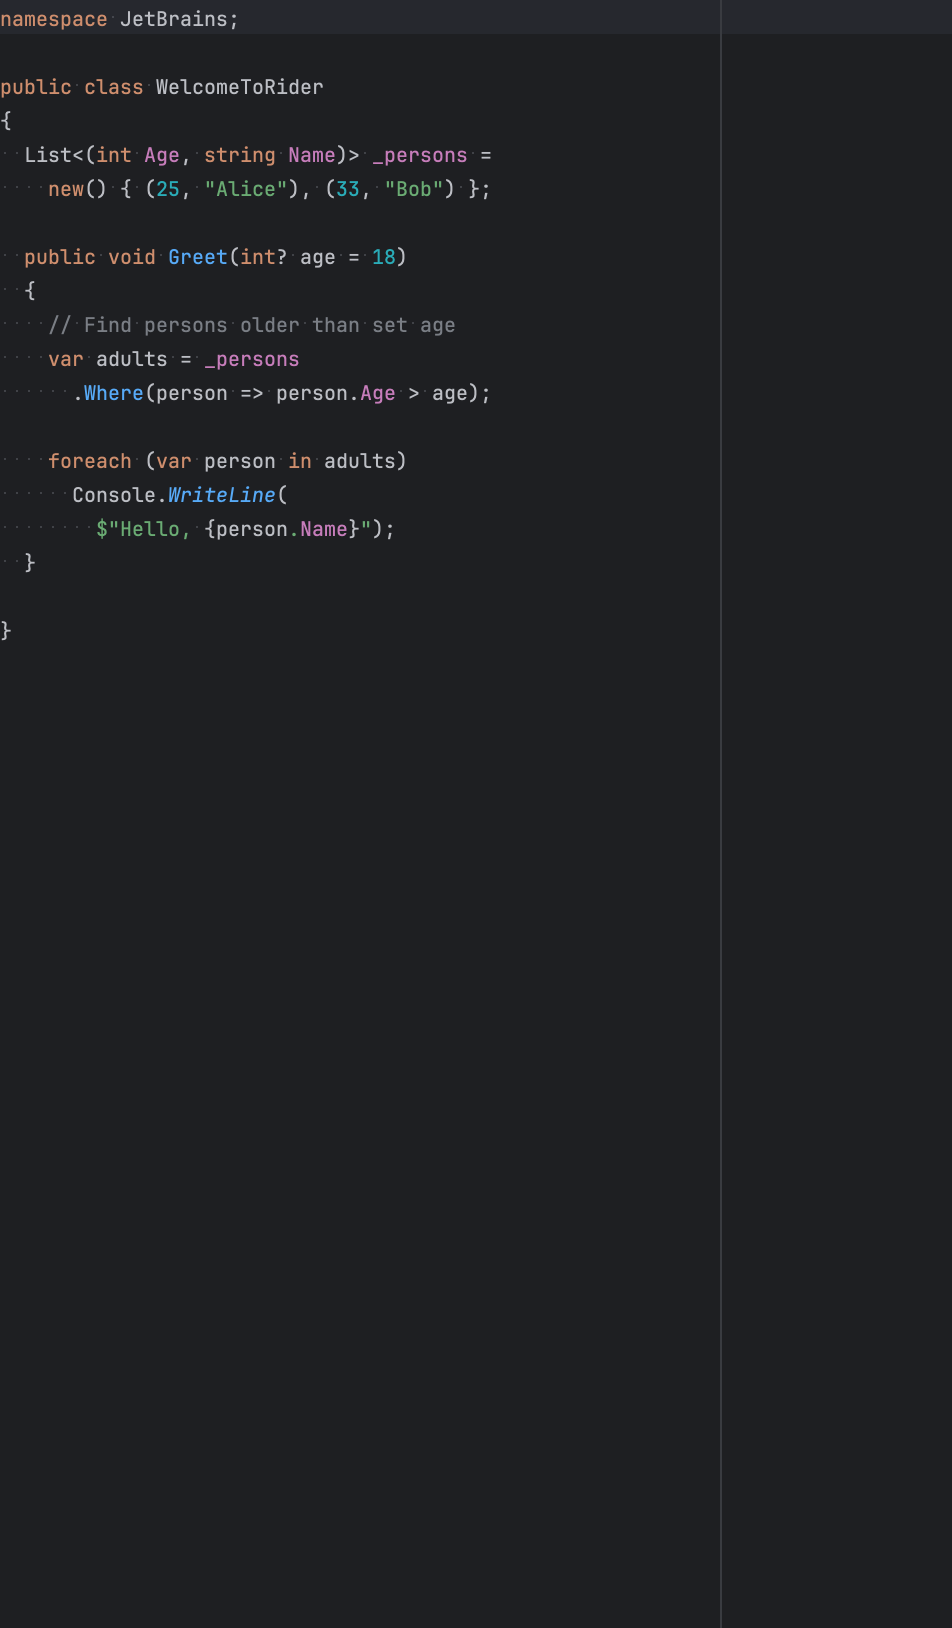 namespace JetBrains;
public class WelcomeToRider
{
  List<(int Age, string Name)> _persons =
    new() { (25, "Alice"), (33, "Bob") };
  public void Greet(int? age = 18)
  {
    // Find persons older than set age
    var adults = _persons
      .Where(person => person.Age > age);
    foreach (var person in adults)
      Console.WriteLine(
        $"Hello, {person.Name}");
  }
}